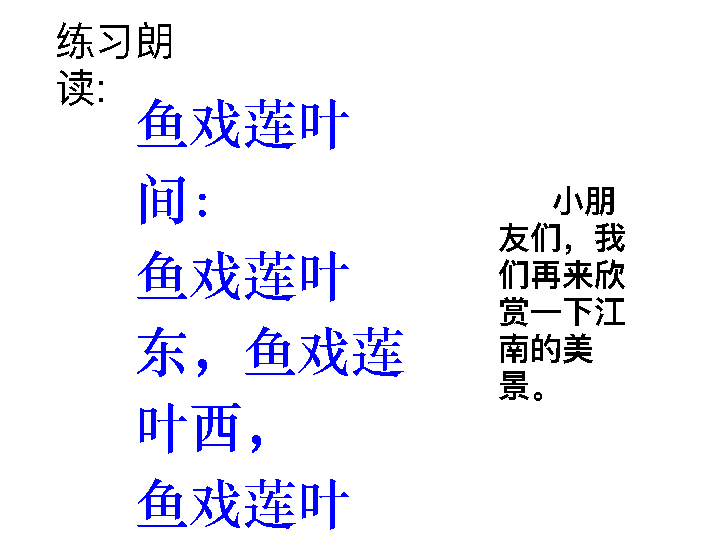 练习朗
读:
鱼戏莲叶
间：
鱼戏莲叶
东，鱼戏莲
叶西，
鱼戏莲叶
小朋
友们，我
们再来欣
赏一下江
南的美
景。